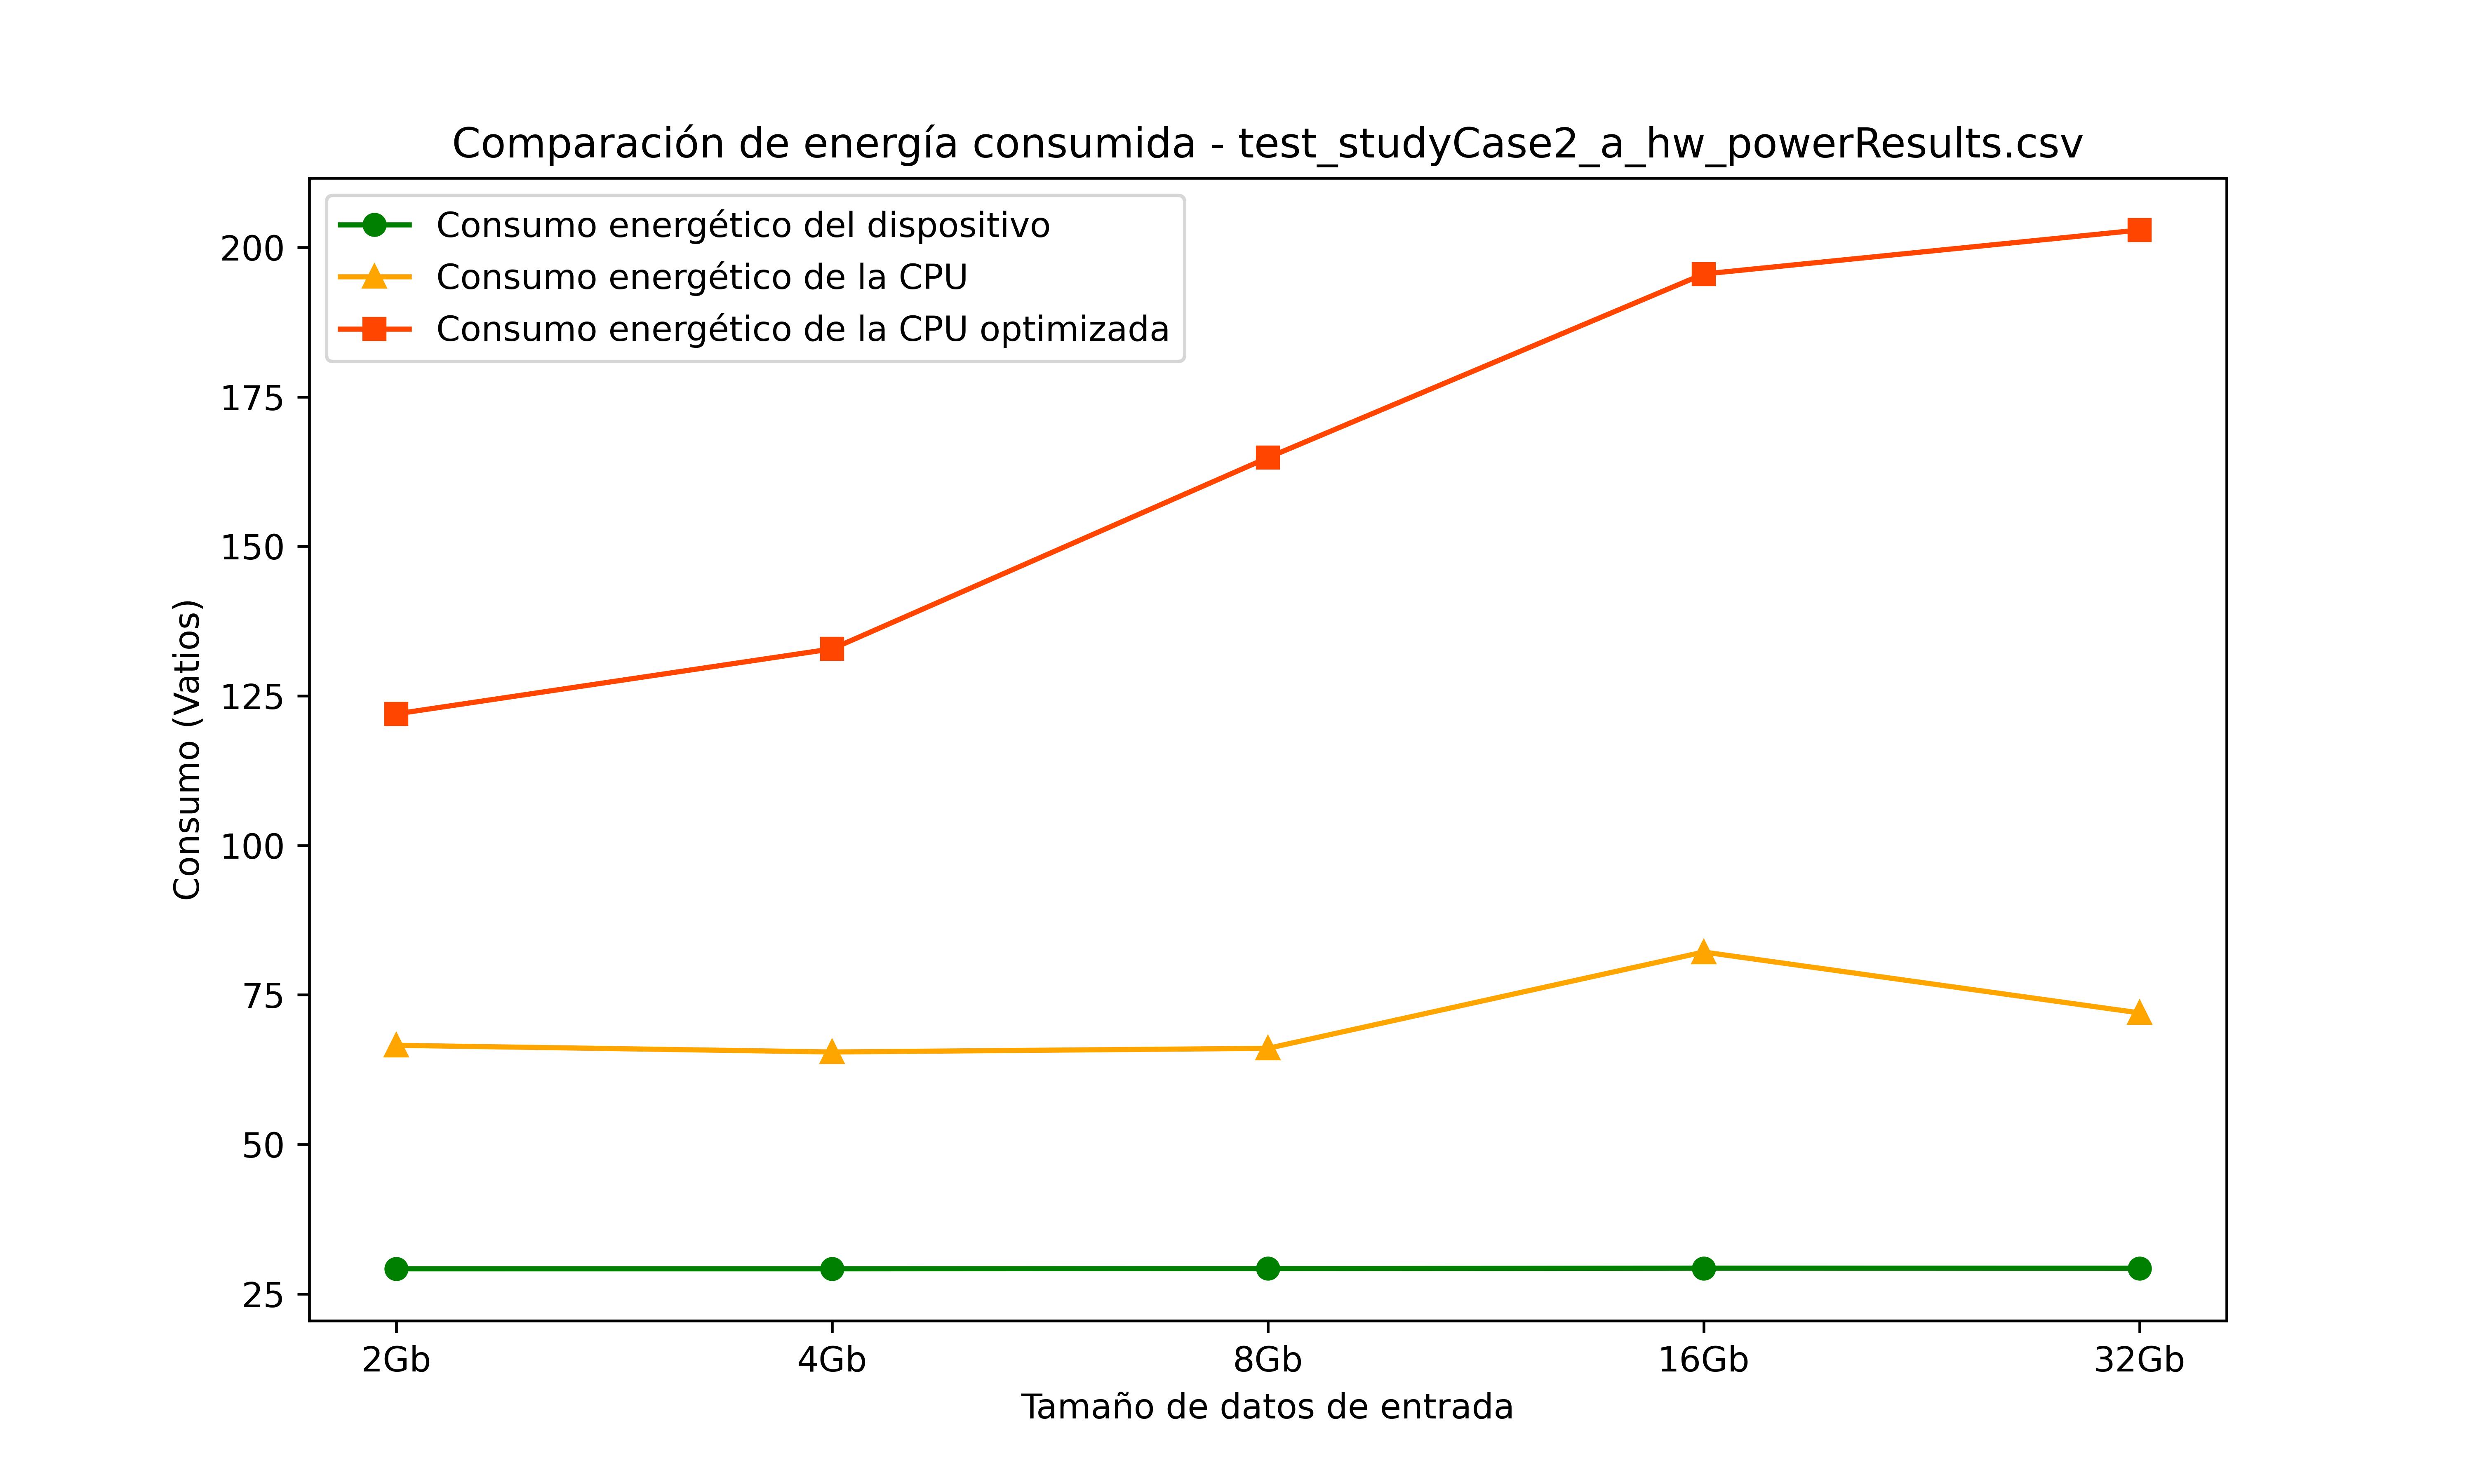 Comparación de energía consumida - test_studyCase2_a_hw_powerResults.csv
Consumo energético del dispositivo
Consumo energético de la CPU
Consumo energético de la CPU optimizada
Consumo (Vatios)
200
175
150
125
100
75
50
25
2Gb 4Gb 8Gb 16Gb 32Gb
Tamaño de datos de entrada